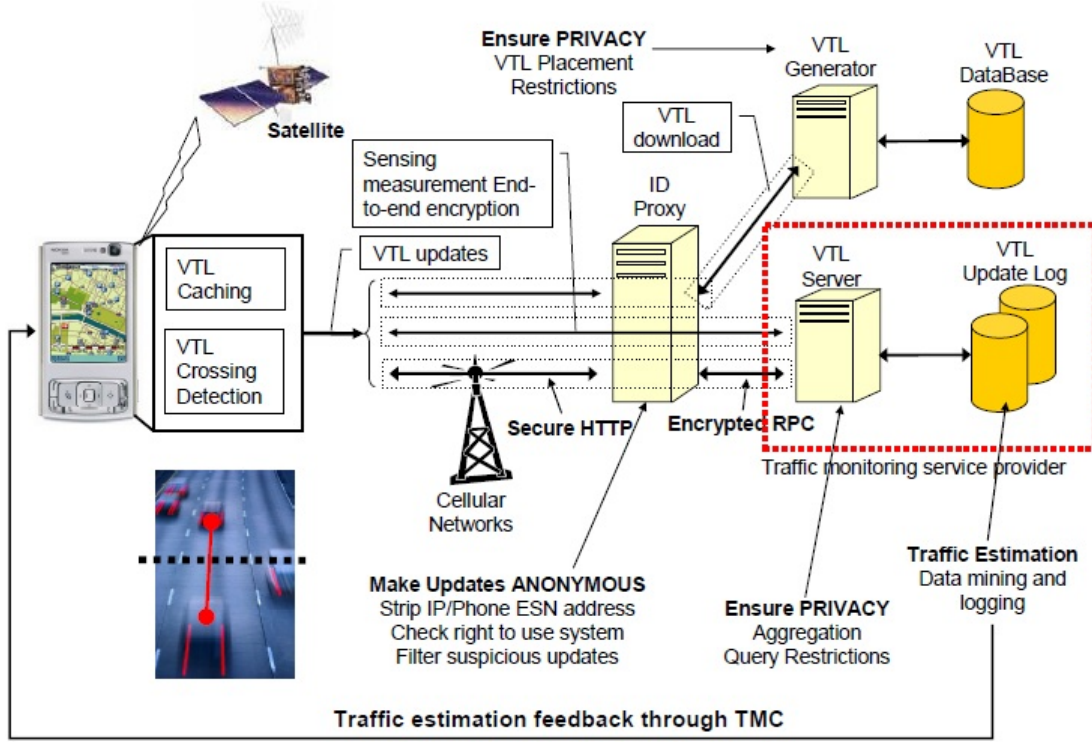 Ensure PRIVACY
VTL Placement
Restrictions
VTL
Generator
VTL
DataBase
Satellite
VTL
download
Sensing
measurement End-
to-end encryption
ID
Proxy
VTL updates
VTL
Caching
VTL
Crossing
Detection
VTL
Server
VTL
Update Log
Secure HTTP
Encrypted RPC
Traffic monitoring service provider
Cellular
Networks
Make Updates ANONYMOUS
Strip IP/Phone ESN address
Check right to use system
Filter suspicious updates
Ensure PRIVACY
Aggregation
Query Restrictions
Traffic Estimation
Data mining and
logging
Traffic estimation feedback through TMC